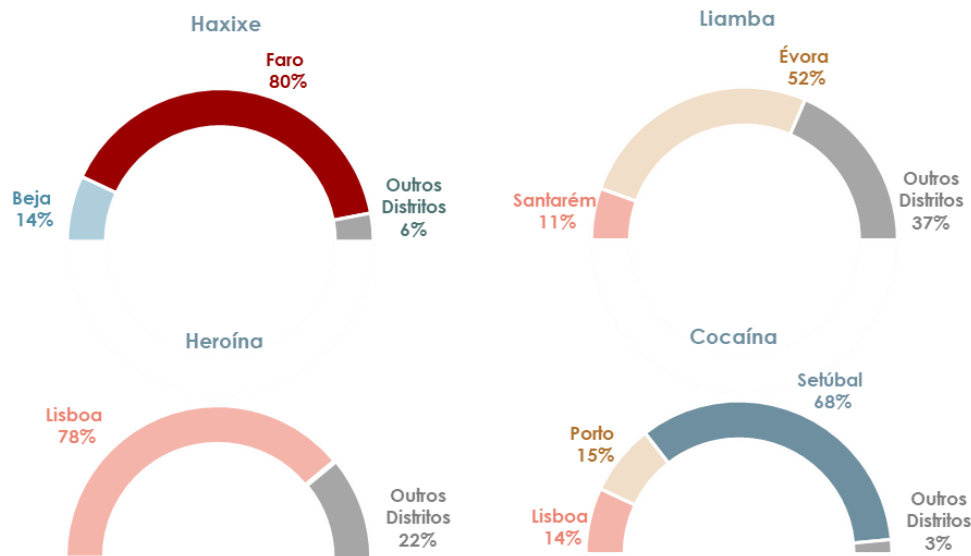 Haxixe
Faro
80%
Beja
14%
Outros
Distritos
6%
Liamba
Évora
52%
Santarém
11%
Outros
Distritos
37%
Heroína
Lisboa
78%
Outros
Distritos
22%
Cocaína
Setúbal
68%
Porto
15%
Lisboa
14%
Outros
Distritos
3%